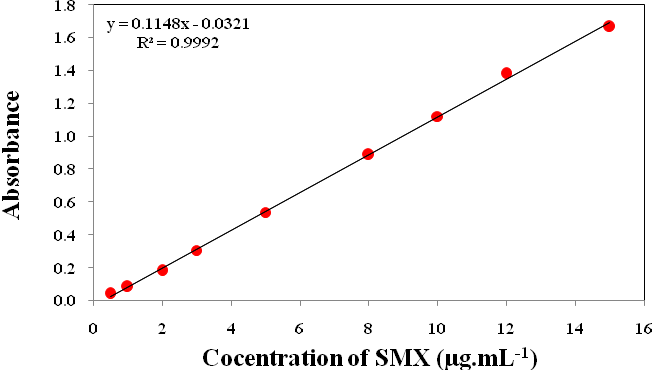 y = 0.1148x - 0.0321
R² = 0.9992
1.8
1.6
1.4
1.2
1.0
0.8
0.6
0.4
0.2
0.0
Absorbance
0 2 4 6 8 10 12 14 16
Cocentration of SMX (µg.mL⁻¹)